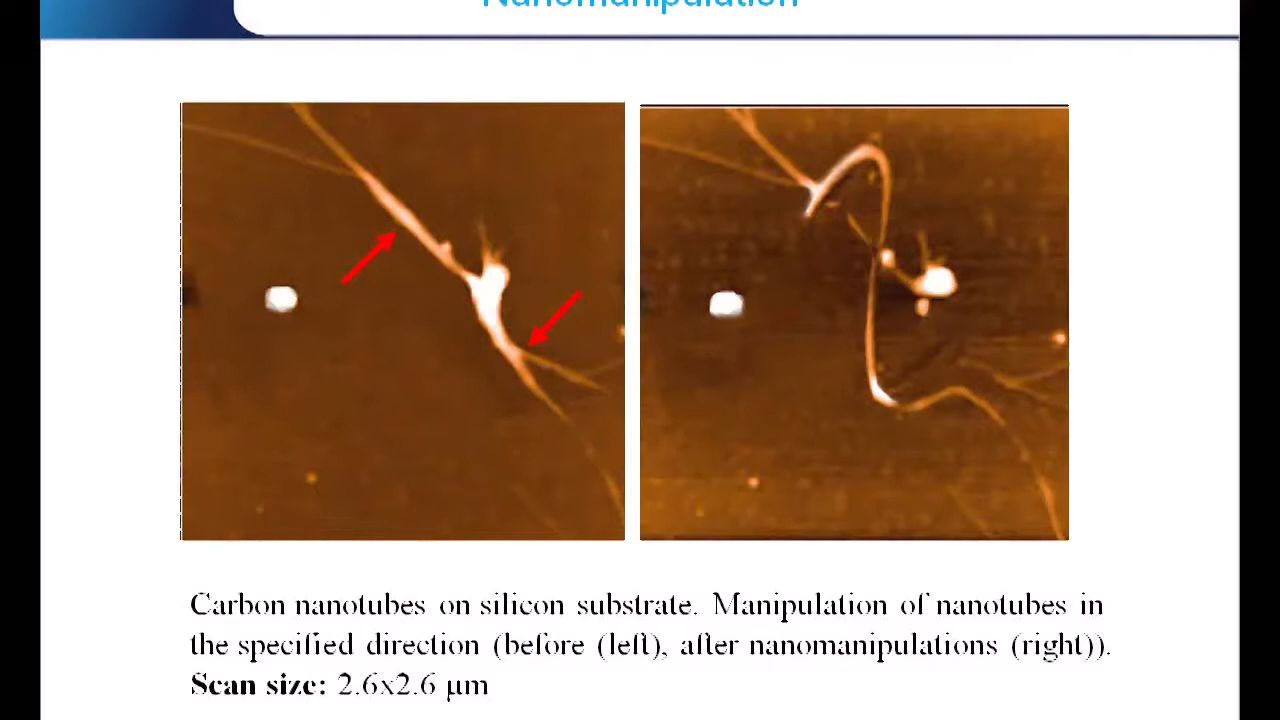 Nanomanipulation
Carbon nanotubes on silicon substrate. Manipulation of nanotubes in
the specified direction (before (left), after nanomanipulations (right)).
Scan size: 2.6x2.6 μm